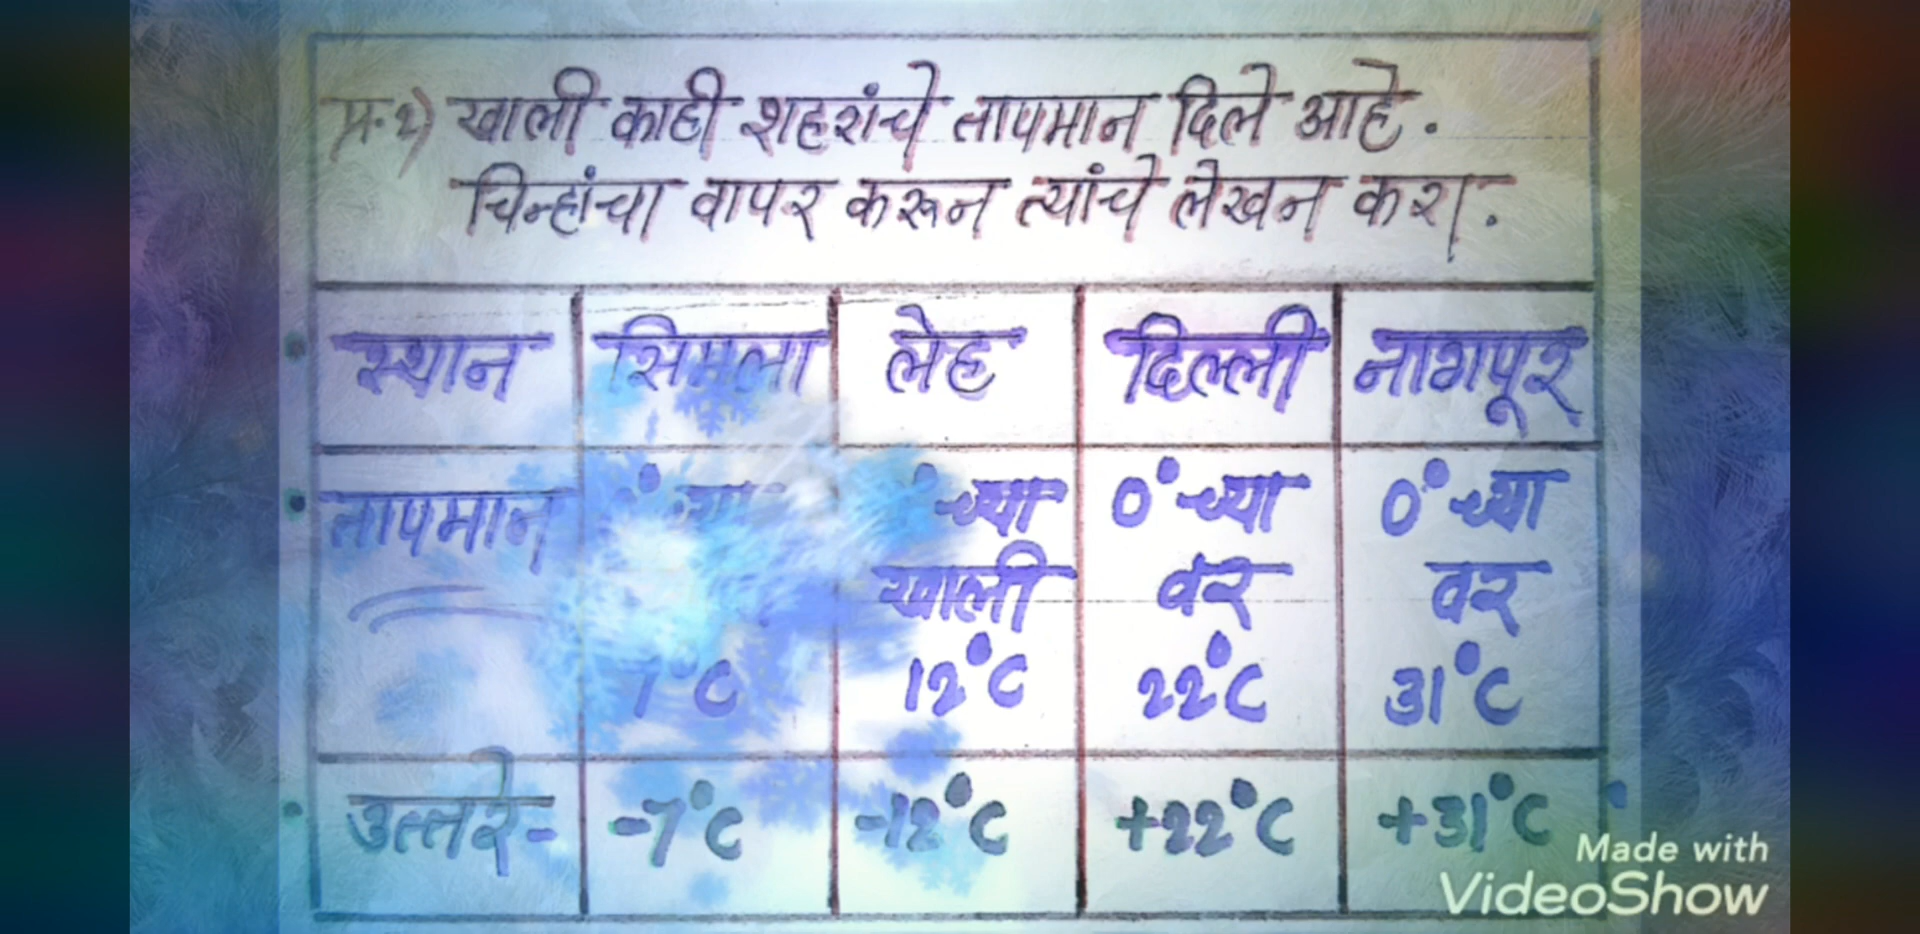 प्र.२) खाली काही शहरांचे तापमान दिले आहे.
चिन्हांचा वापर करून त्यांचे लेखन करा.
स्थान सिमला लेह दिल्ली नागपूर
तापमान °च्या 0°च्या 0°च्या
खाली वर वर
7°C 12°C 22°C 31°C
उत्तरे- -7°C -12°C +22°C +31°C
Made with
VideoShow